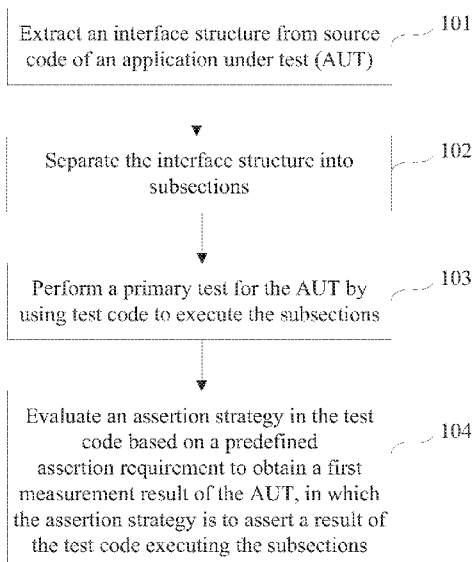 Extract an interface structure from source
code of an application under test (AUT)
101
Separate the interface structure into
subsections
102
Perform a primary test for the AUT by
using test code to execute the subsections
103
Evaluate an assertion strategy in the test
code based on a predefined
assertion requirement to obtain a first
measurement result of the AUT, in which
the assertion strategy is to assert a result of
the test code executing the subsections
104